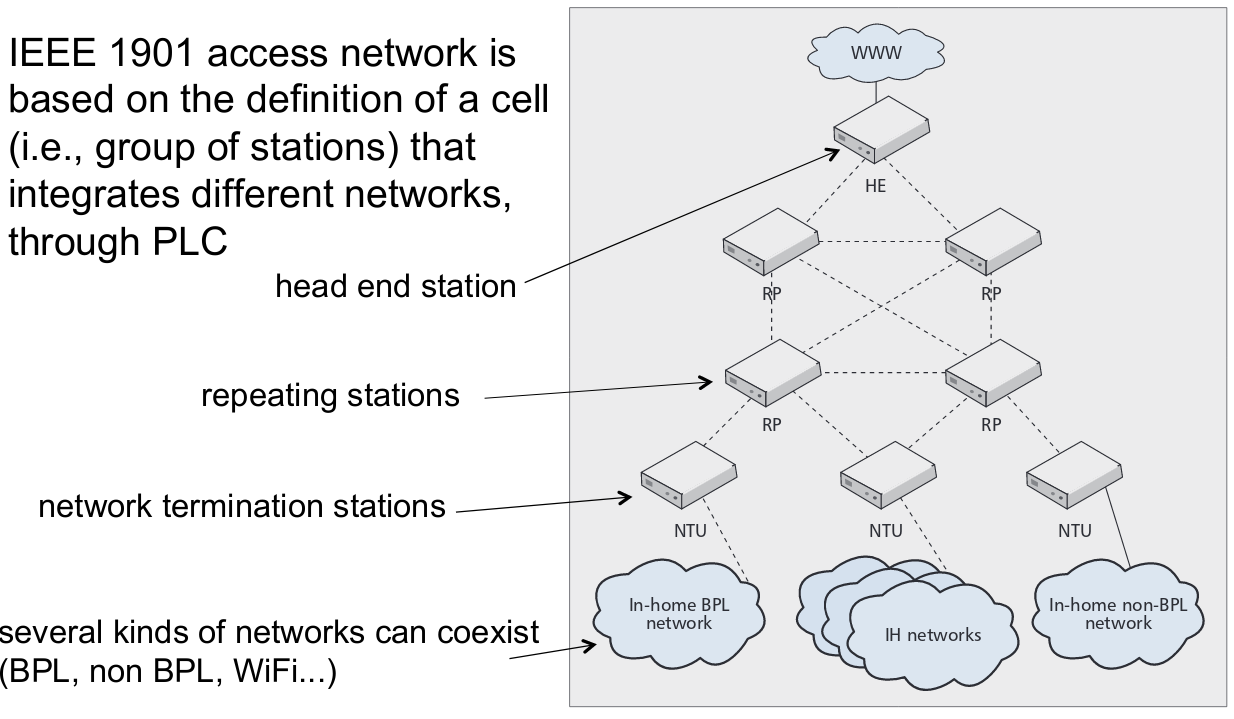 IEEE 1901 access network is
based on the definition of a cell
(i.e., group of stations) that
integrates different networks,
through PLC
head end station
repeating stations
network termination stations
several kinds of networks can coexist
(BPL, non BPL, WiFi...)
WWW
HE
RP
RP
RP
RP
NTU
NTU
NTU
In-home BPL
network
IH networks
In-home non-BPL
network